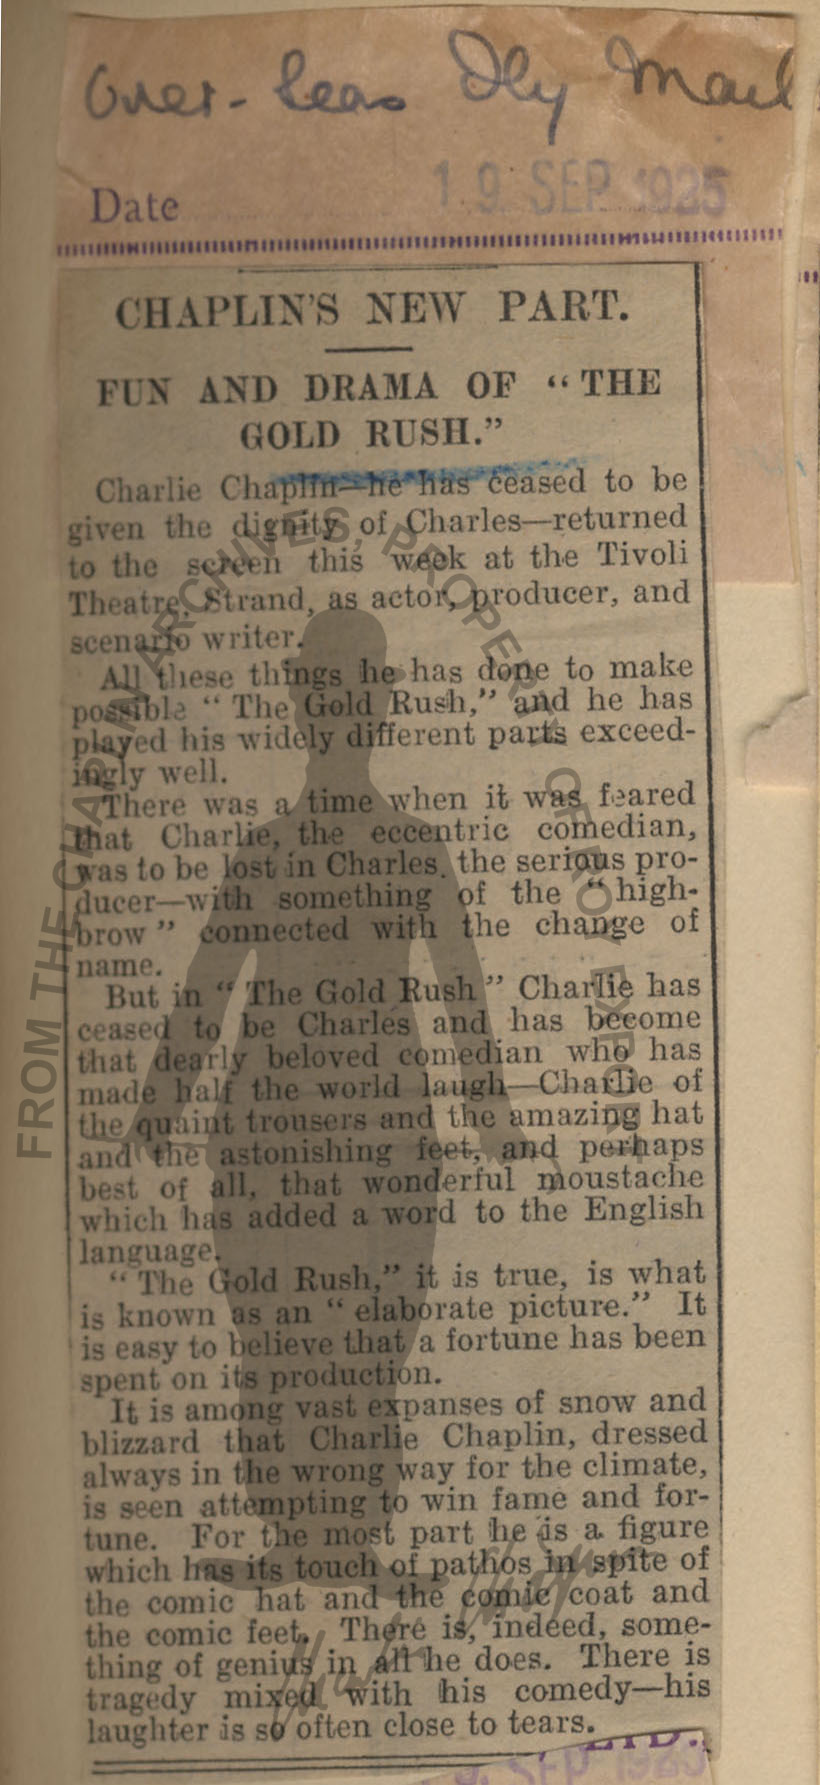 Over-Seas Dly Mail
Date 19 SEP 1925
CHAPLIN'S NEW PART.
FUN AND DRAMA OF "THE
GOLD RUSH."
Charlie Chaplin—he has ceased to be
given the dignity of Charles—returned
to the screen this week at the Tivoli
Theatre, Strand, as actor, producer, and
scenario writer.
All these things he has done to make
possible "The Gold Rush," and he has
played his widely different parts exceed-
ingly well.
There was a time when it was feared
that Charlie, the eccentric comedian,
was to be lost in Charles, the serious pro-
ducer—with something of the "high-
brow" connected with the change of
name.
But in "The Gold Rush" Charlie has
ceased to be Charles and has become
that dearly beloved comedian who has
made half the world laugh—Charlie of
the quaint trousers and the amazing hat
and the astonishing feet, and perhaps
best of all, that wonderful moustache
which has added a word to the English
language.
"The Gold Rush," it is true, is what
is known as an "elaborate picture." It
is easy to believe that a fortune has been
spent on its production.
It is among vast expanses of snow and
blizzard that Charlie Chaplin, dressed
always in the wrong way for the climate,
is seen attempting to win fame and for-
tune. For the most part he is a figure
which has its touch of pathos in spite of
the comic hat and the comic coat and
the comic feet. There is, indeed, some-
thing of genius in all he does. There is
tragedy mixed with his comedy—his
laughter is so often close to tears.
LTD.
SEP 1925
FROM THE CHAPLIN ARCHIVES, PROPERTY OF ROY EXPORT
Charlie Chaplin